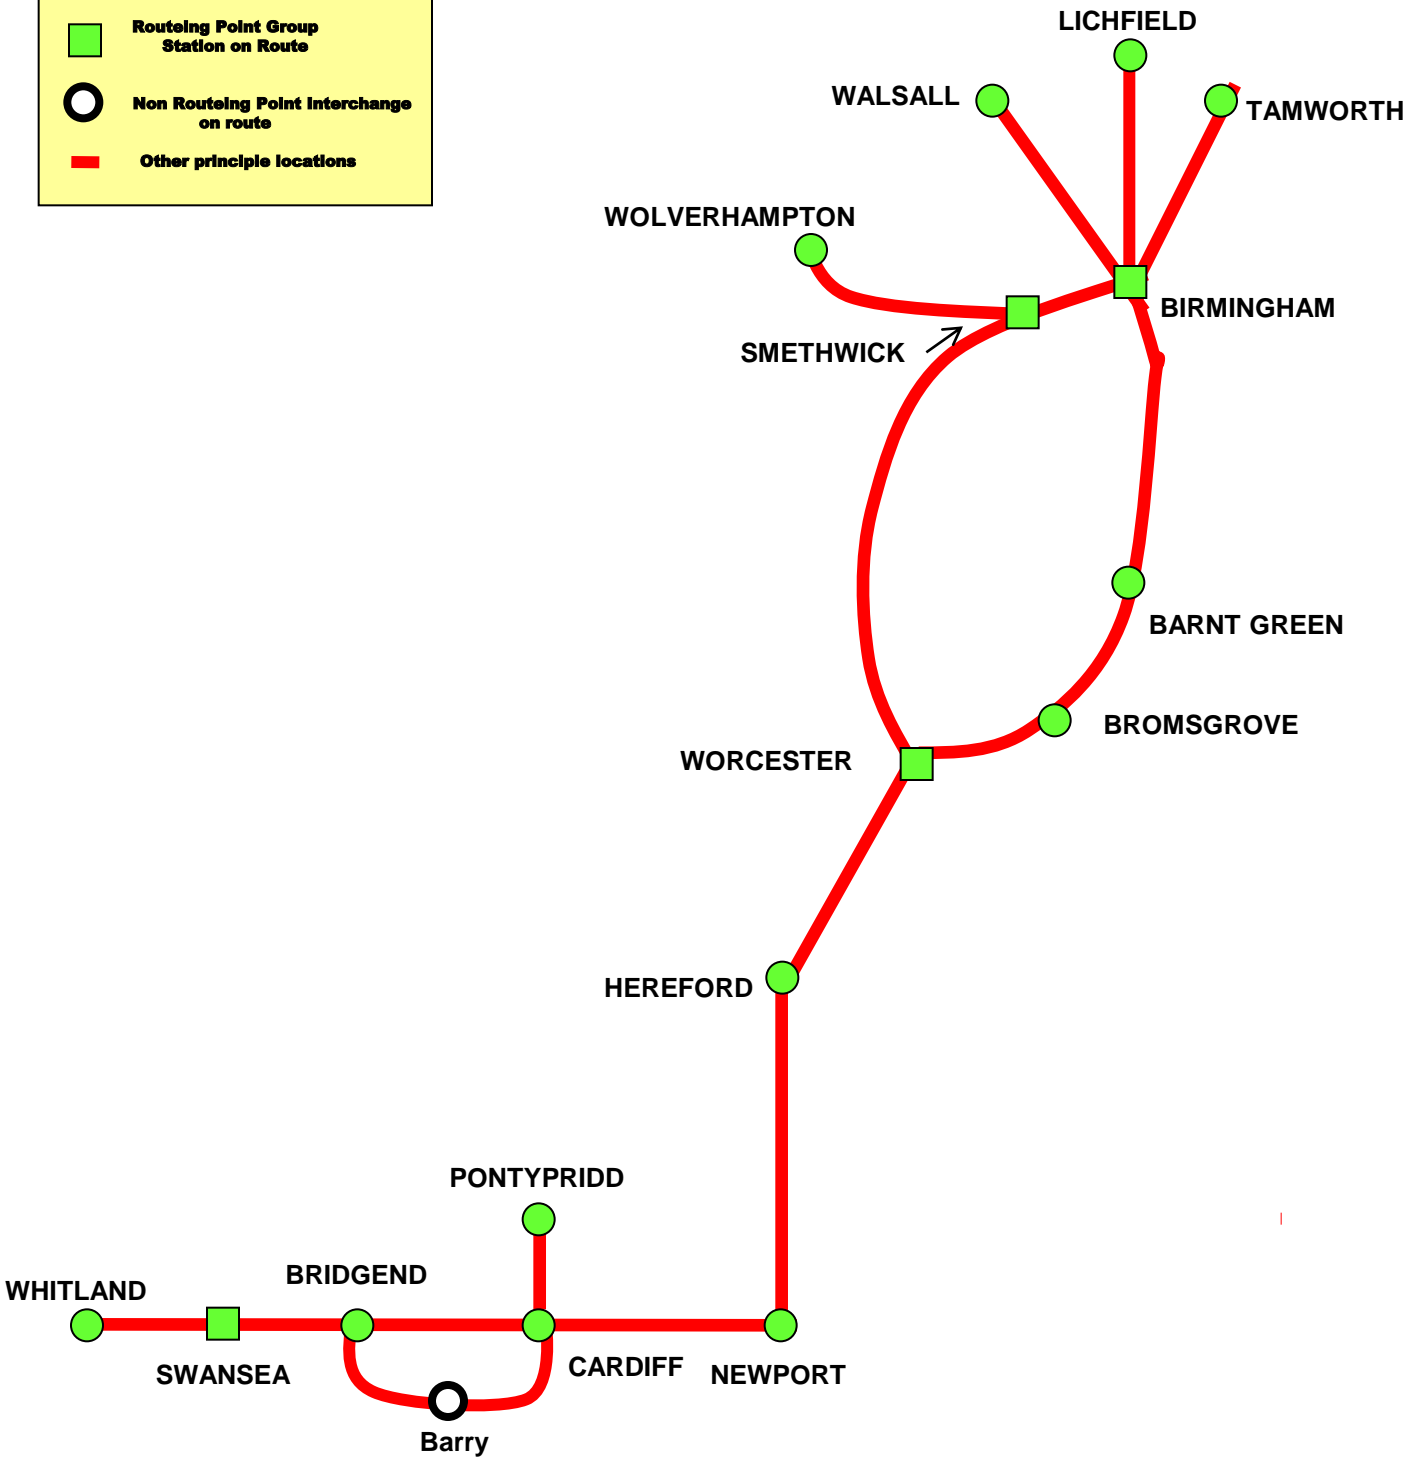 Routeing Point Group
Station on Route
Non Routeing Point Interchange
on route
Other principle locations
LICHFIELD
WALSALL
TAMWORTH
WOLVERHAMPTON
BIRMINGHAM
SMETHWICK
BARNT GREEN
BROMSGROVE
WORCESTER
HEREFORD
PONTYPRIDD
BRIDGEND
WHITLAND
CARDIFF
NEWPORT
SWANSEA
Barry